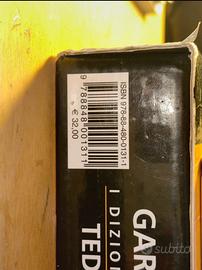 ISBN 978-88-480-0131-1
9 788848 001311
€ 32,00
GAR
I DIZIO
TED
subito